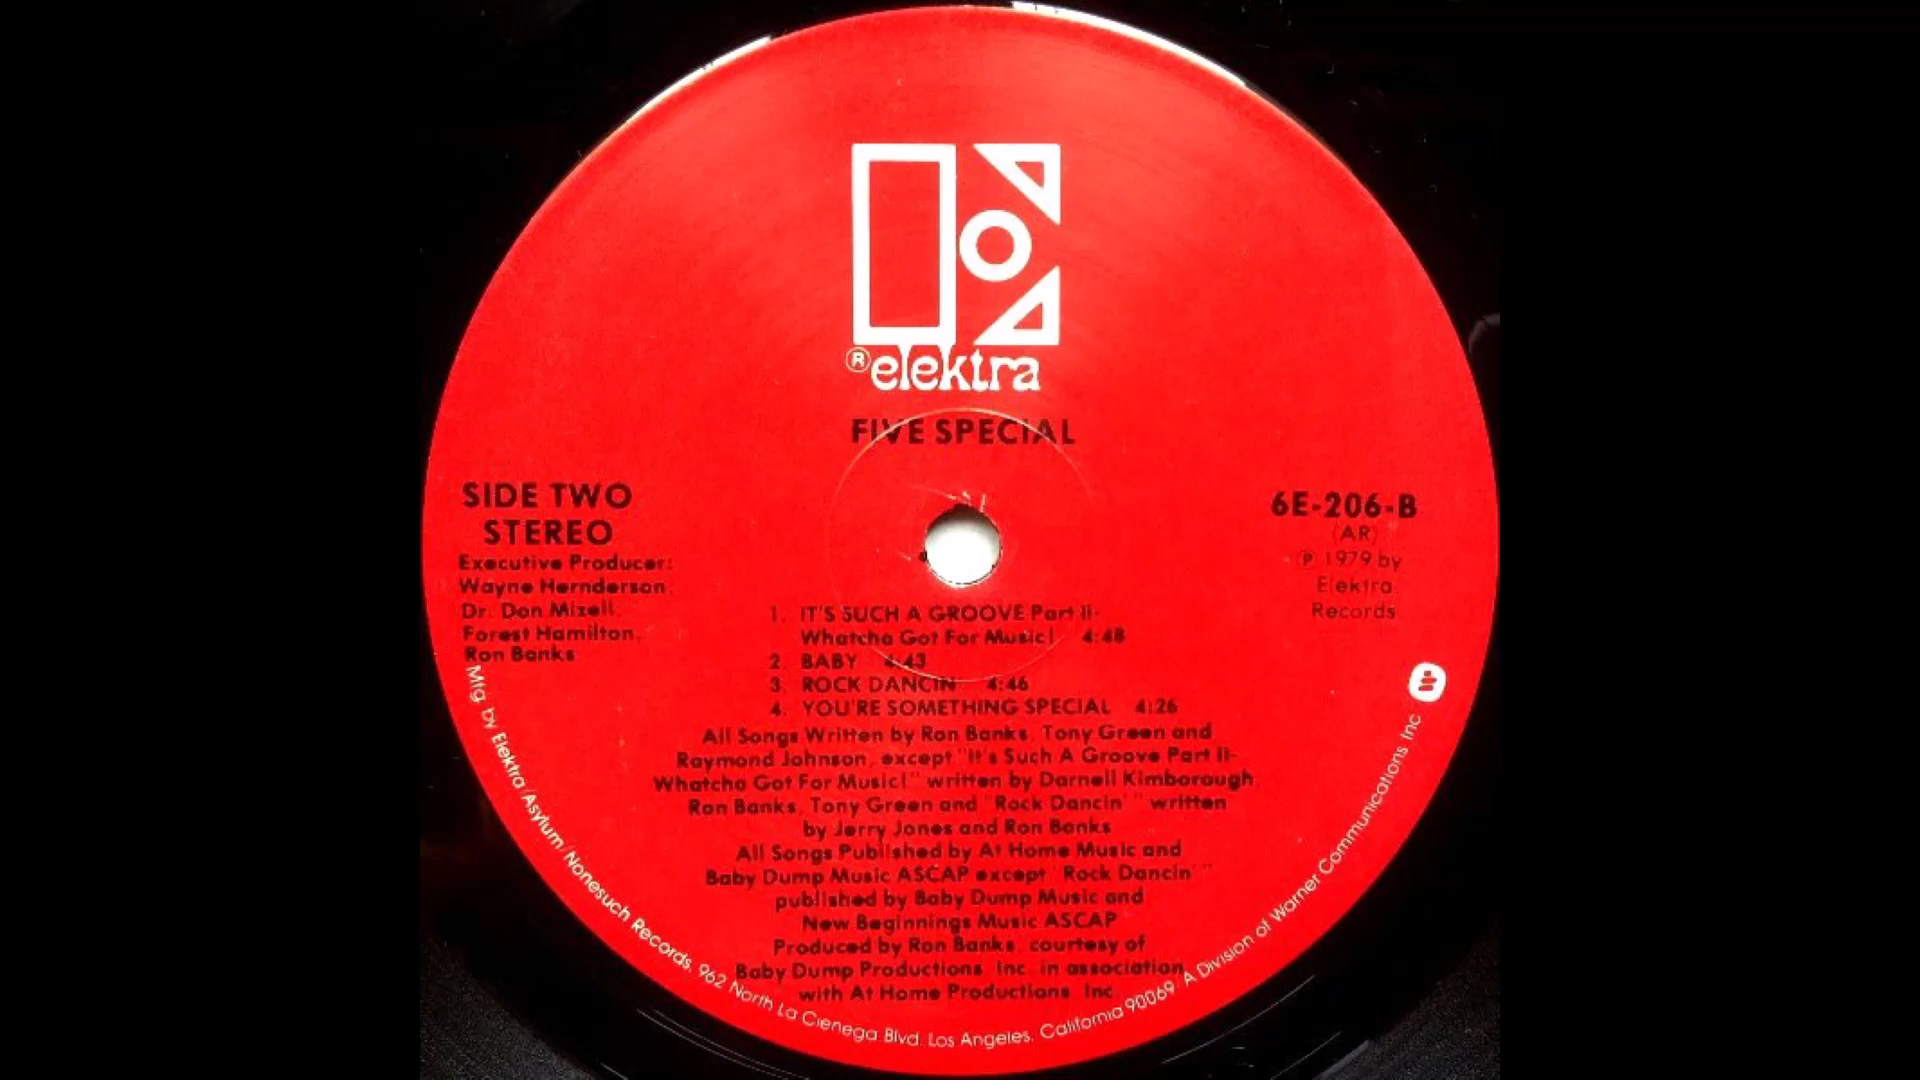 ® elektra
FIVE SPECIAL
SIDE TWO
STEREO
Executive Producer:
Wayne Hernderson,
Dr. Don Mizell,
Forest Hamilton,
Ron Banks
6E-206-B
(AR)
Ⓟ 1979 by
Elektra
Records
1. IT'S SUCH A GROOVE Part II-
Whatcha Got For Music! 4:48
2. BABY 4:43
3. ROCK DANCIN' 4:46
4. YOU'RE SOMETHING SPECIAL 4:26
All Songs Written by Ron Banks, Tony Green and
Raymond Johnson, except "It's Such A Groove Part II-
Whatcha Got For Music!" written by Darnell Kimborough
Ron Banks, Tony Green and "Rock Dancin'" written
by Jerry Jones and Ron Banks
All Songs Published by At Home Music and
Baby Dump Music ASCAP except "Rock Dancin'"
published by Baby Dump Music and
New Beginnings Music ASCAP
Produced by Ron Banks, courtesy of
Baby Dump Productions, Inc. in association
with At Home Productions, Inc.
Mfg. by Elektra/Asylum/Nonesuch Records, 962 North La Cienega Blvd. Los Angeles, California 90069 A Division of Warner Communications Inc.